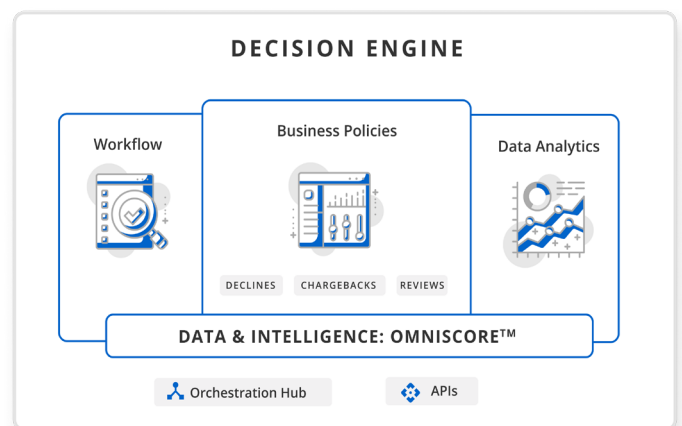 DECISION ENGINE
Workflow
Business Policies
Data Analytics
DECLINES
CHARGEBACKS
REVIEWS
DATA & INTELLIGENCE: OMNISCORE™
Orchestration Hub
APIs